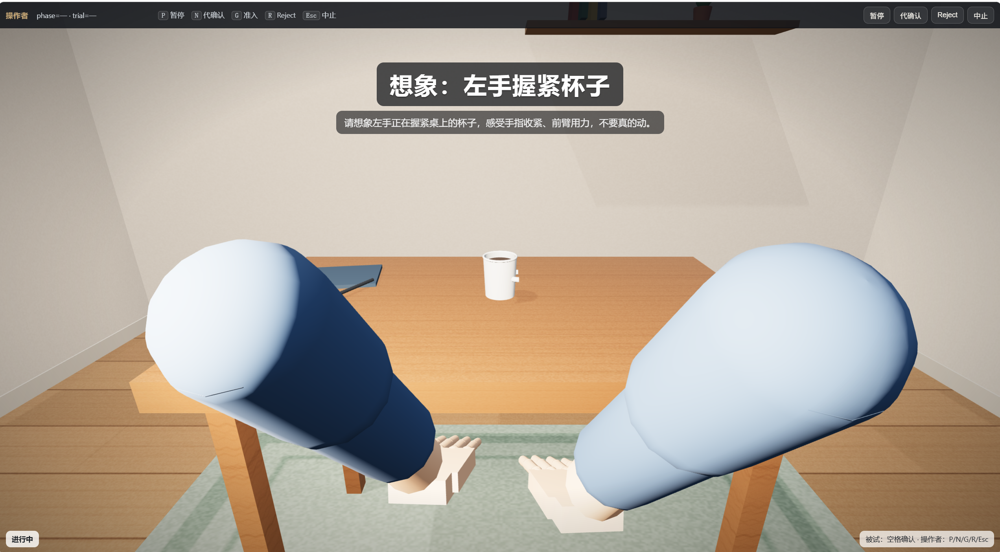 操作者 phase=— · trial=— P 暂停 N 代确认 G 准入 R Reject Esc 中止 暂停 代确认 Reject 中止
想象：左手握紧杯子
请想象左手正在握紧桌上的杯子，感受手指收紧、前臂用力，不要真的动。
进行中 被试：空格确认 · 操作者：P/N/G/R/Esc